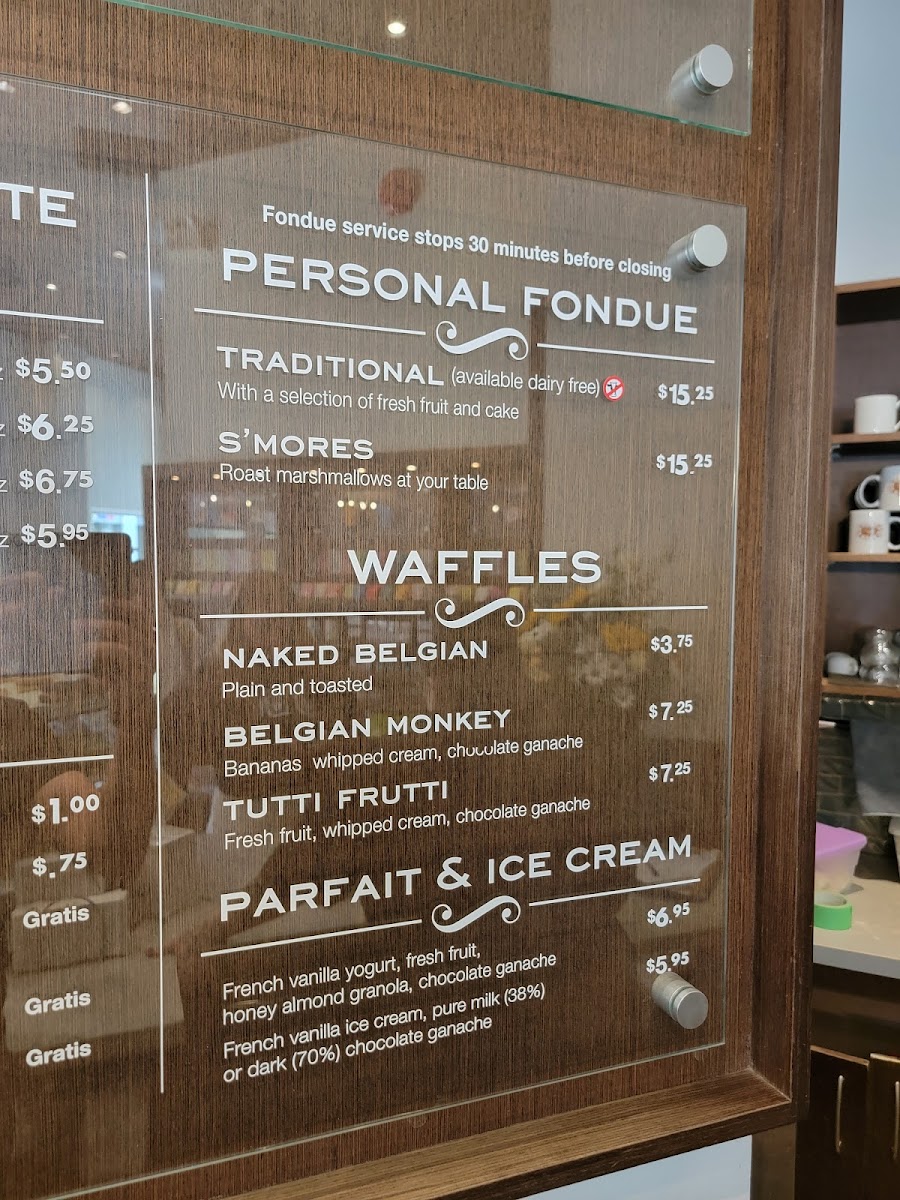 TE
$5.50
z $6.25
z $6.75
z $5.95
$1.00
$.75
Gratis
Gratis
Gratis
Fondue service stops 30 minutes before closing
PERSONAL FONDUE
TRADITIONAL (available dairy free) $15.25
With a selection of fresh fruit and cake
S'MORES $15.25
Roast marshmallows at your table
WAFFLES
NAKED BELGIAN $3.75
Plain and toasted
BELGIAN MONKEY $7.25
Bananas whipped cream, chocolate ganache
TUTTI FRUTTI $7.25
Fresh fruit, whipped cream, chocolate ganache
PARFAIT & ICE CREAM
$6.95
French vanilla yogurt, fresh fruit,
honey almond granola, chocolate ganache
$5.95
French vanilla ice cream, pure milk (38%)
or dark (70%) chocolate ganache